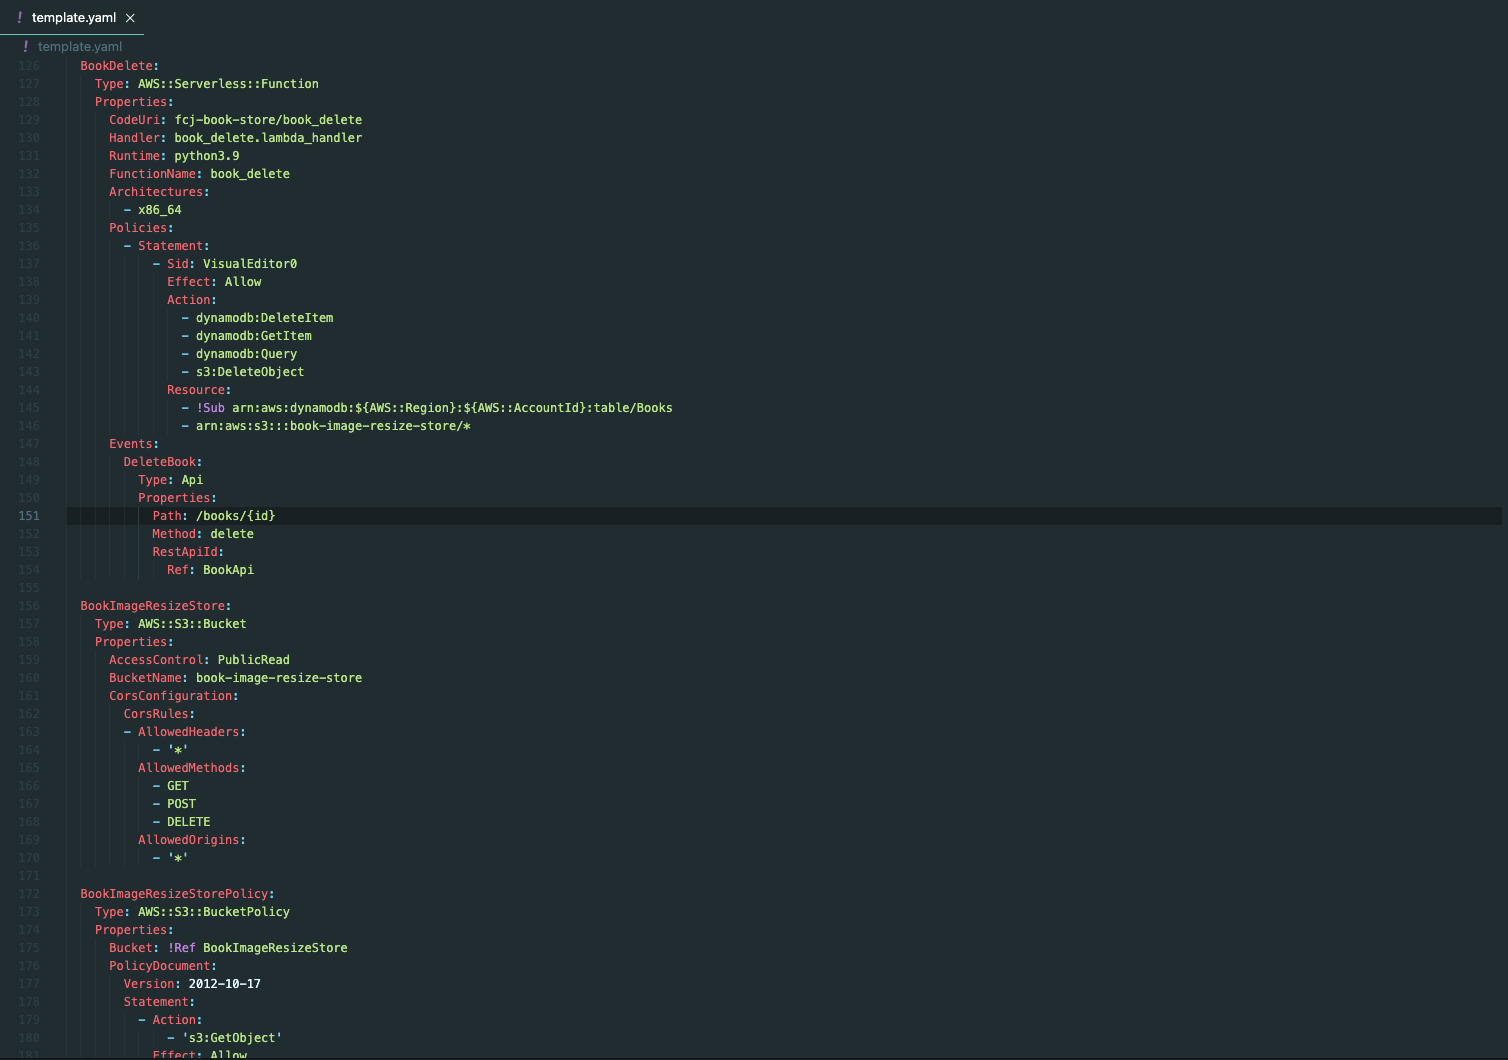 ! template.yaml ×
! template.yaml
126 BookDelete:
127 Type: AWS::Serverless::Function
128 Properties:
129 CodeUri: fcj-book-store/book_delete
130 Handler: book_delete.lambda_handler
131 Runtime: python3.9
132 FunctionName: book_delete
133 Architectures:
134 - x86_64
135 Policies:
136 - Statement:
137 - Sid: VisualEditor0
138 Effect: Allow
139 Action:
140 - dynamodb:DeleteItem
141 - dynamodb:GetItem
142 - dynamodb:Query
143 - s3:DeleteObject
144 Resource:
145 - !Sub arn:aws:dynamodb:${AWS::Region}:${AWS::AccountId}:table/Books
146 - arn:aws:s3:::book-image-resize-store/*
147 Events:
148 DeleteBook:
149 Type: Api
150 Properties:
151 Path: /books/{id}
152 Method: delete
153 RestApiId:
154 Ref: BookApi
155
156 BookImageResizeStore:
157 Type: AWS::S3::Bucket
158 Properties:
159 AccessControl: PublicRead
160 BucketName: book-image-resize-store
161 CorsConfiguration:
162 CorsRules:
163 - AllowedHeaders:
164 - '*'
165 AllowedMethods:
166 - GET
167 - POST
168 - DELETE
169 AllowedOrigins:
170 - '*'
171
172 BookImageResizeStorePolicy:
173 Type: AWS::S3::BucketPolicy
174 Properties:
175 Bucket: !Ref BookImageResizeStore
176 PolicyDocument:
177 Version: 2012-10-17
178 Statement:
179 - Action:
180 - 's3:GetObject'
181 Effect: Allow